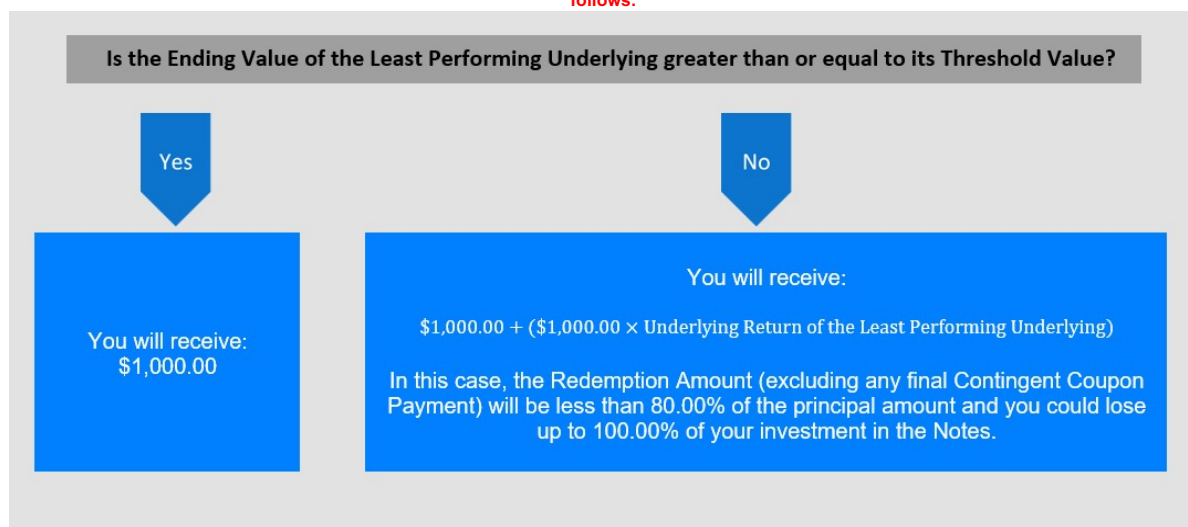 follows:
Is the Ending Value of the Least Performing Underlying greater than or equal to its Threshold Value?
Yes
No
You will receive:
$1,000.00
You will receive:
$1,000.00 + ($1,000.00 × Underlying Return of the Least Performing Underlying)
In this case, the Redemption Amount (excluding any final Contingent Coupon
Payment) will be less than 80.00% of the principal amount and you could lose
up to 100.00% of your investment in the Notes.